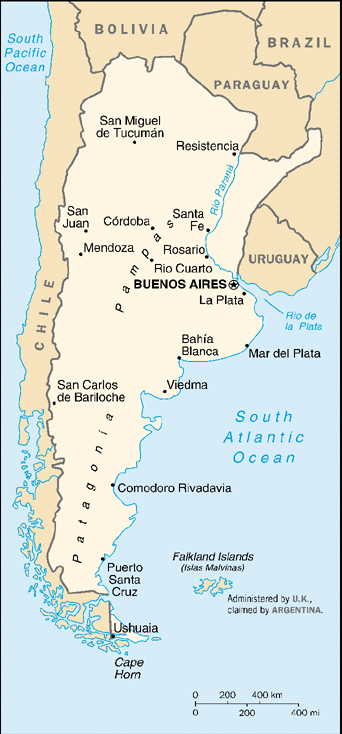 BOLIVIA
South
Pacific
Ocean
BRAZIL
PARAGUAY
San Miguel
de Tucumán
Resistencia
Rio Paraná
San
Juan
Córdoba
Santa
Fe
Mendoza
Pampas
Rosario
Rio Cuarto
URUGUAY
BUENOS AIRES
La Plata
Rio de
la Plata
CHILE
Bahía
Blanca
Mar del Plata
San Carlos
de Bariloche
Viedma
South
Atlantic
Ocean
Patagonia
Comodoro Rivadavia
Puerto
Santa
Cruz
Falkland Islands
(Islas Malvinas)
Administered by U.K.,
claimed by ARGENTINA.
Ushuaia
Cape
Horn
0 200 400 km
0 200 400 mi